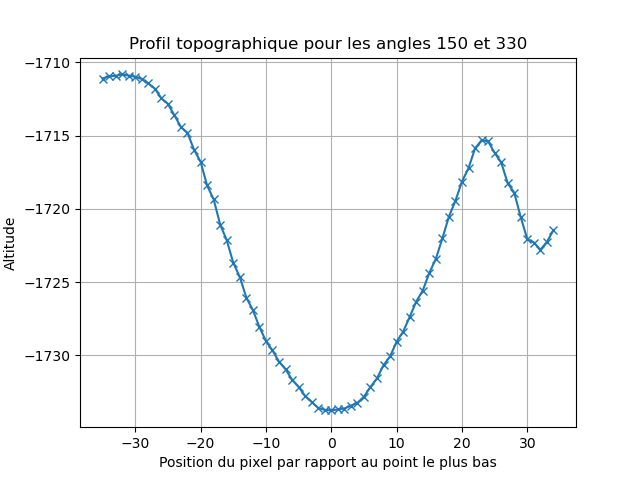 Profil topographique pour les angles 150 et 330
−1710
−1715
−1720
−1725
−1730
Altitude
−30 −20 −10 0 10 20 30
Position du pixel par rapport au point le plus bas